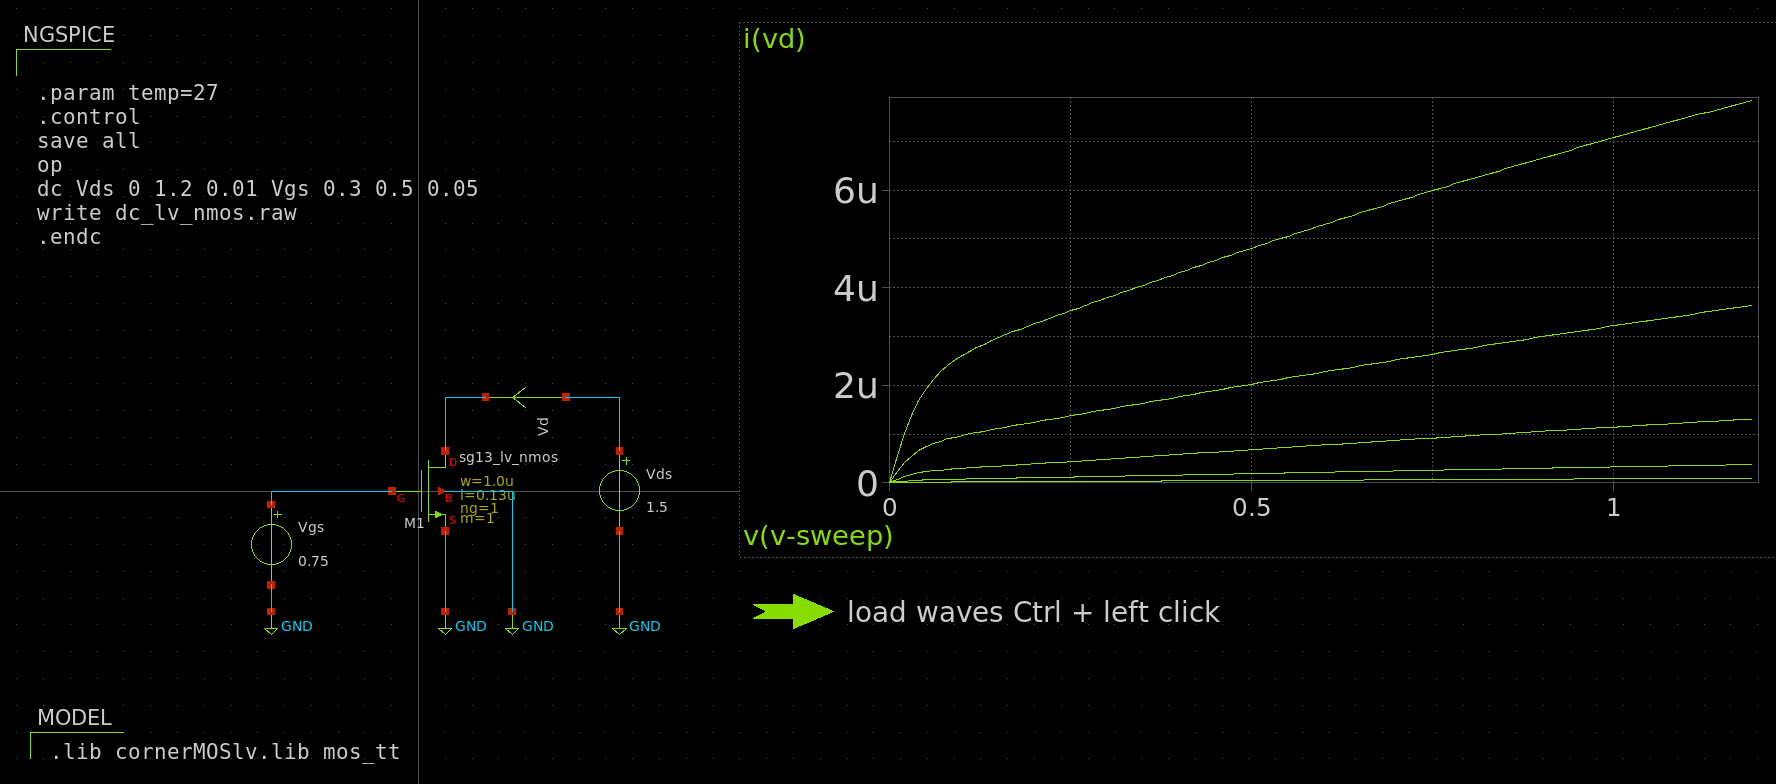 NGSPICE
.param temp=27
.control
save all
op
dc Vds 0 1.2 0.01 Vgs 0.3 0.5 0.05
write dc_lv_nmos.raw
.endc
i(vd)
6u
4u
2u
0
0 0.5 1
v(v-sweep)
load waves Ctrl + left click
Vd
D
sg13_lv_nmos
w=1.0u
l=0.13u
ng=1
m=1
G
B
S
M1
+
Vgs
0.75
+
Vds
1.5
GND
GND
GND
GND
MODEL
.lib cornerMOSlv.lib mos_tt